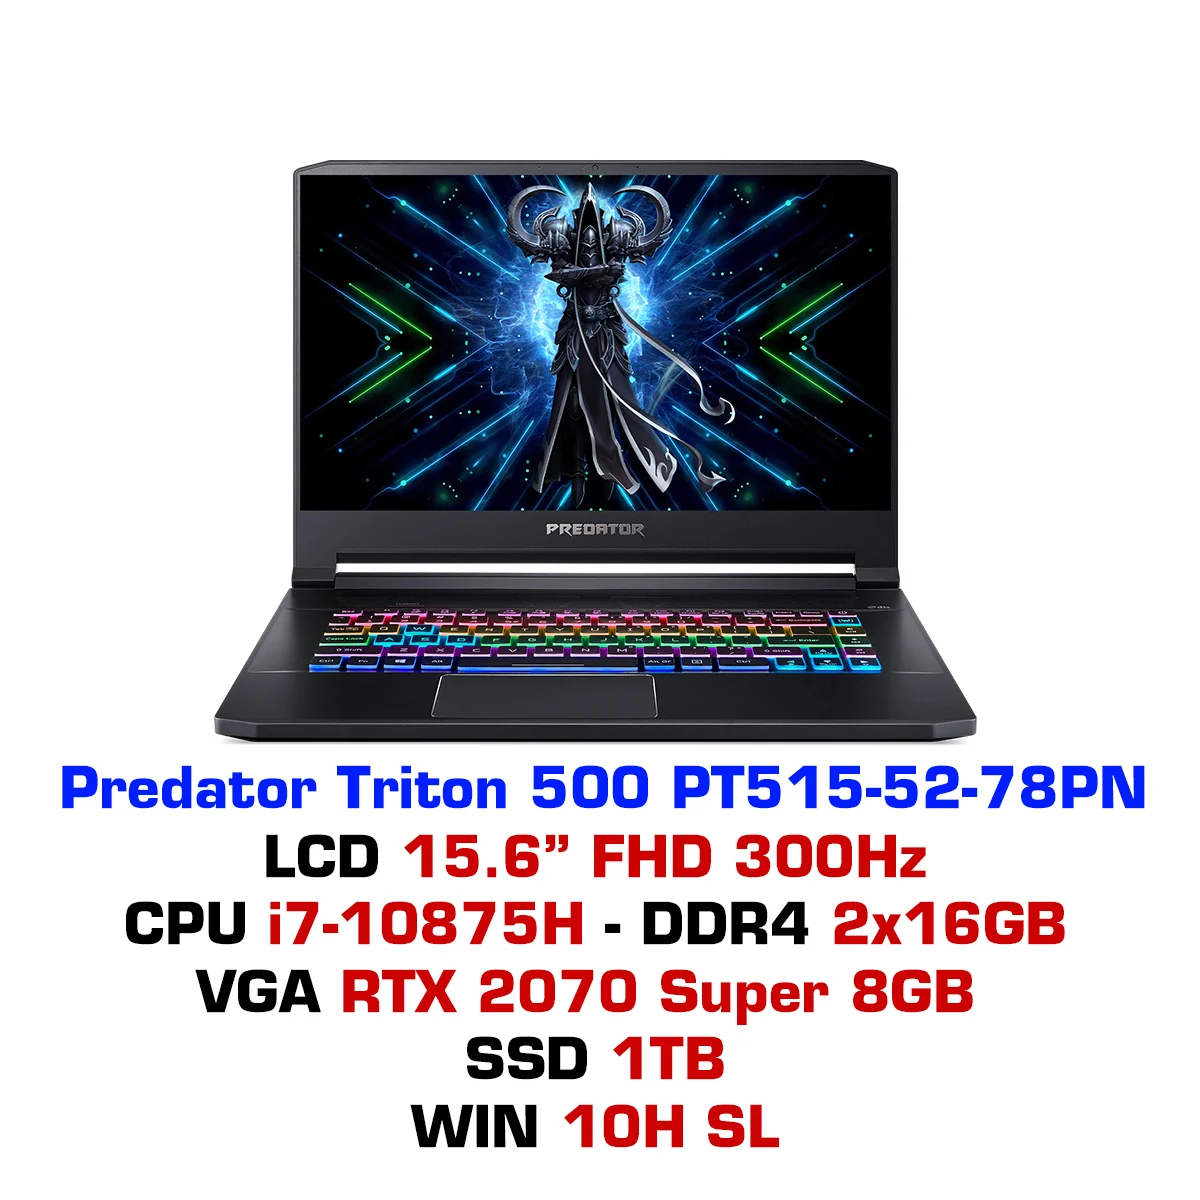 PREDATOR
Predator Triton 500 PT515-52-78PN
LCD 15.6” FHD 300Hz
CPU i7-10875H - DDR4 2x16GB
VGA RTX 2070 Super 8GB
SSD 1TB
WIN 10H SL